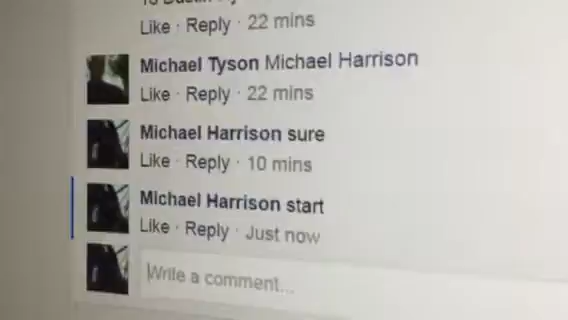 Like · Reply · 22 mins
Michael Tyson Michael Harrison
Like · Reply · 22 mins
Michael Harrison sure
Like · Reply · 10 mins
Michael Harrison start
Like · Reply · Just now
Write a comment...